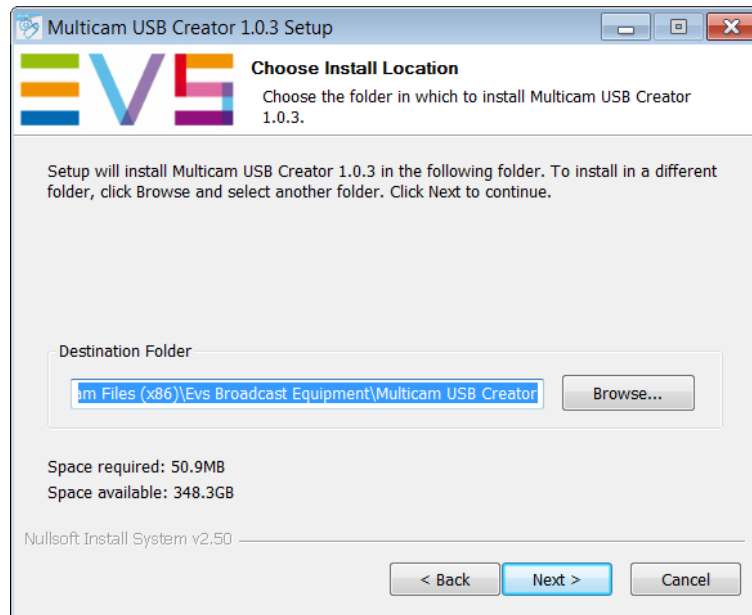 Multicam USB Creator 1.0.3 Setup
EVS
Choose Install Location
Choose the folder in which to install Multicam USB Creator
1.0.3.
Setup will install Multicam USB Creator 1.0.3 in the following folder. To install in a different
folder, click Browse and select another folder. Click Next to continue.
Destination Folder
am Files (x86)\Evs Broadcast Equipment\Multicam USB Creator
Browse...
Space required: 50.9MB
Space available: 348.3GB
Nullsoft Install System v2.50
< Back Next > Cancel